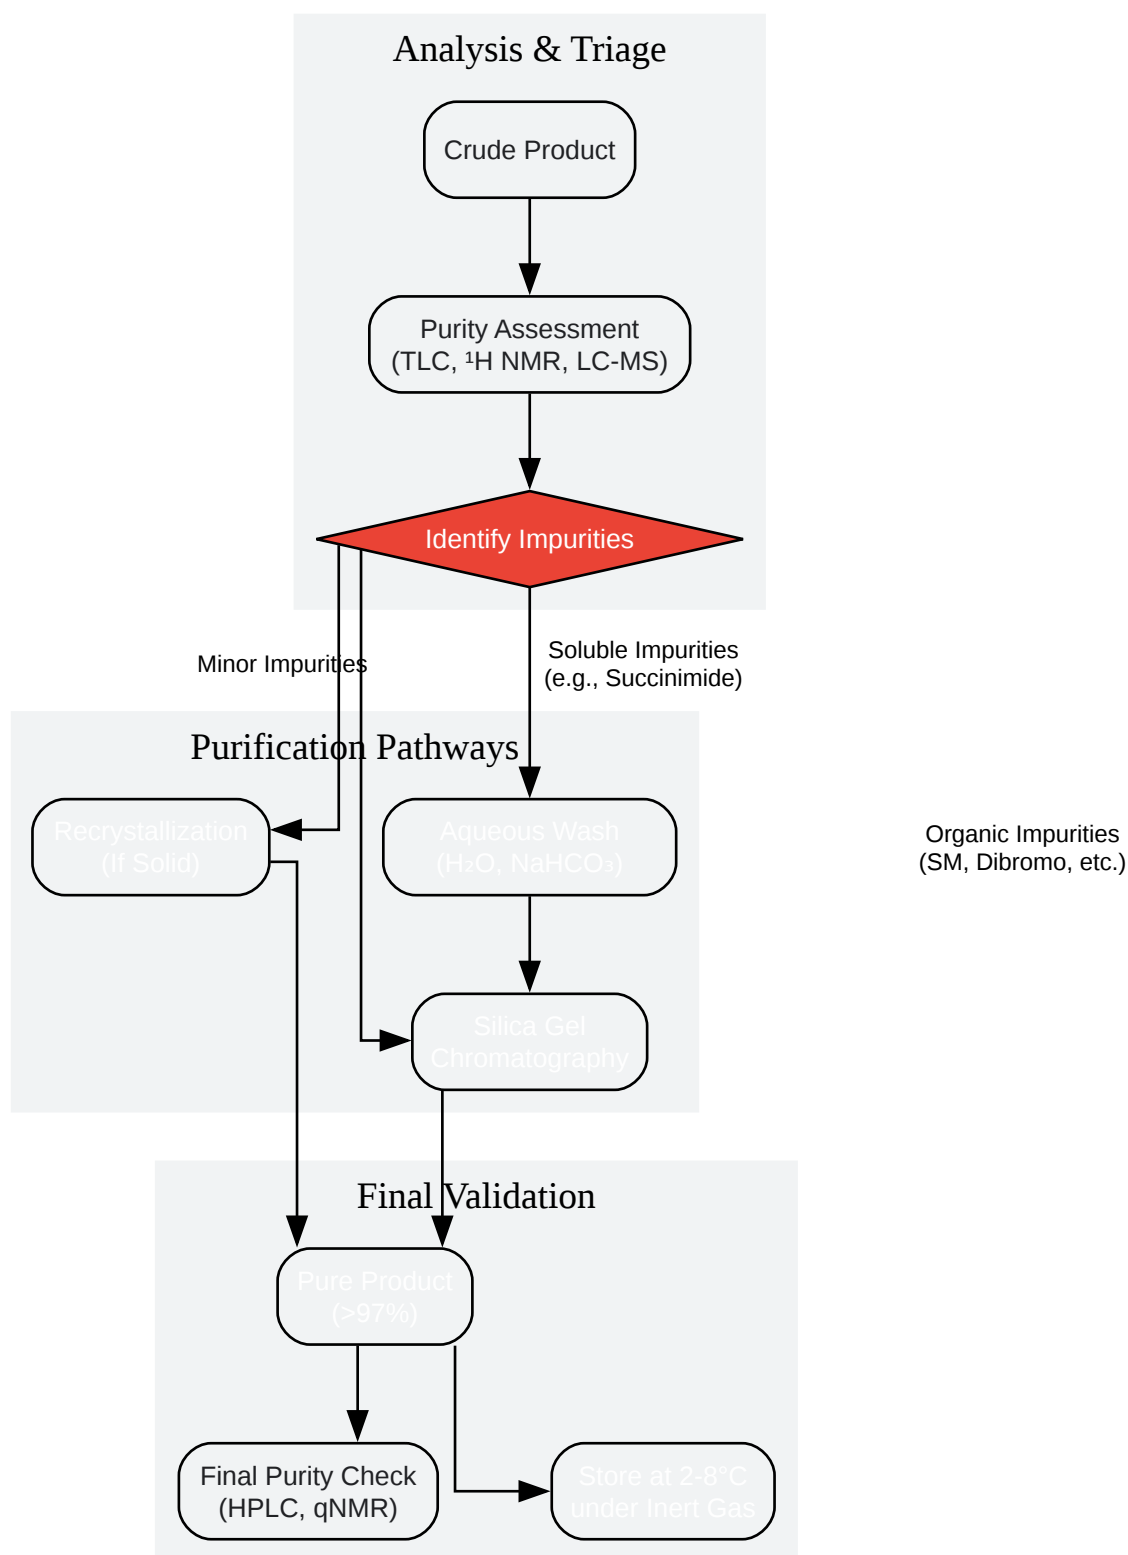 Analysis & Triage
Crude Product
Purity Assessment
(TLC, ¹H NMR, LC-MS)
Identify Impurities
Minor Impurities
Soluble Impurities
(e.g., Succinimide)
Purification Pathways
Recrystallization
(If Solid)
Aqueous Wash
(H₂O, NaHCO₃)
Organic Impurities
(SM, Dibromo, etc.)
Silica Gel
Chromatography
Final Validation
Pure Product
(>97%)
Final Purity Check
(HPLC, qNMR)
Store at 2-8°C
under Inert Gas